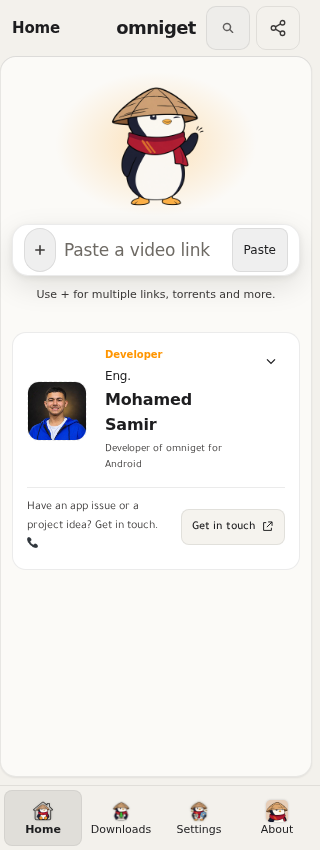 Home
omniget
Paste a video link
Paste
Use + for multiple links, torrents and more.
Developer
Eng.
Mohamed
Samir
Developer of omniget for
Android
Have an app issue or a
project idea? Get in touch.
Get in touch
Home
Downloads
Settings
About